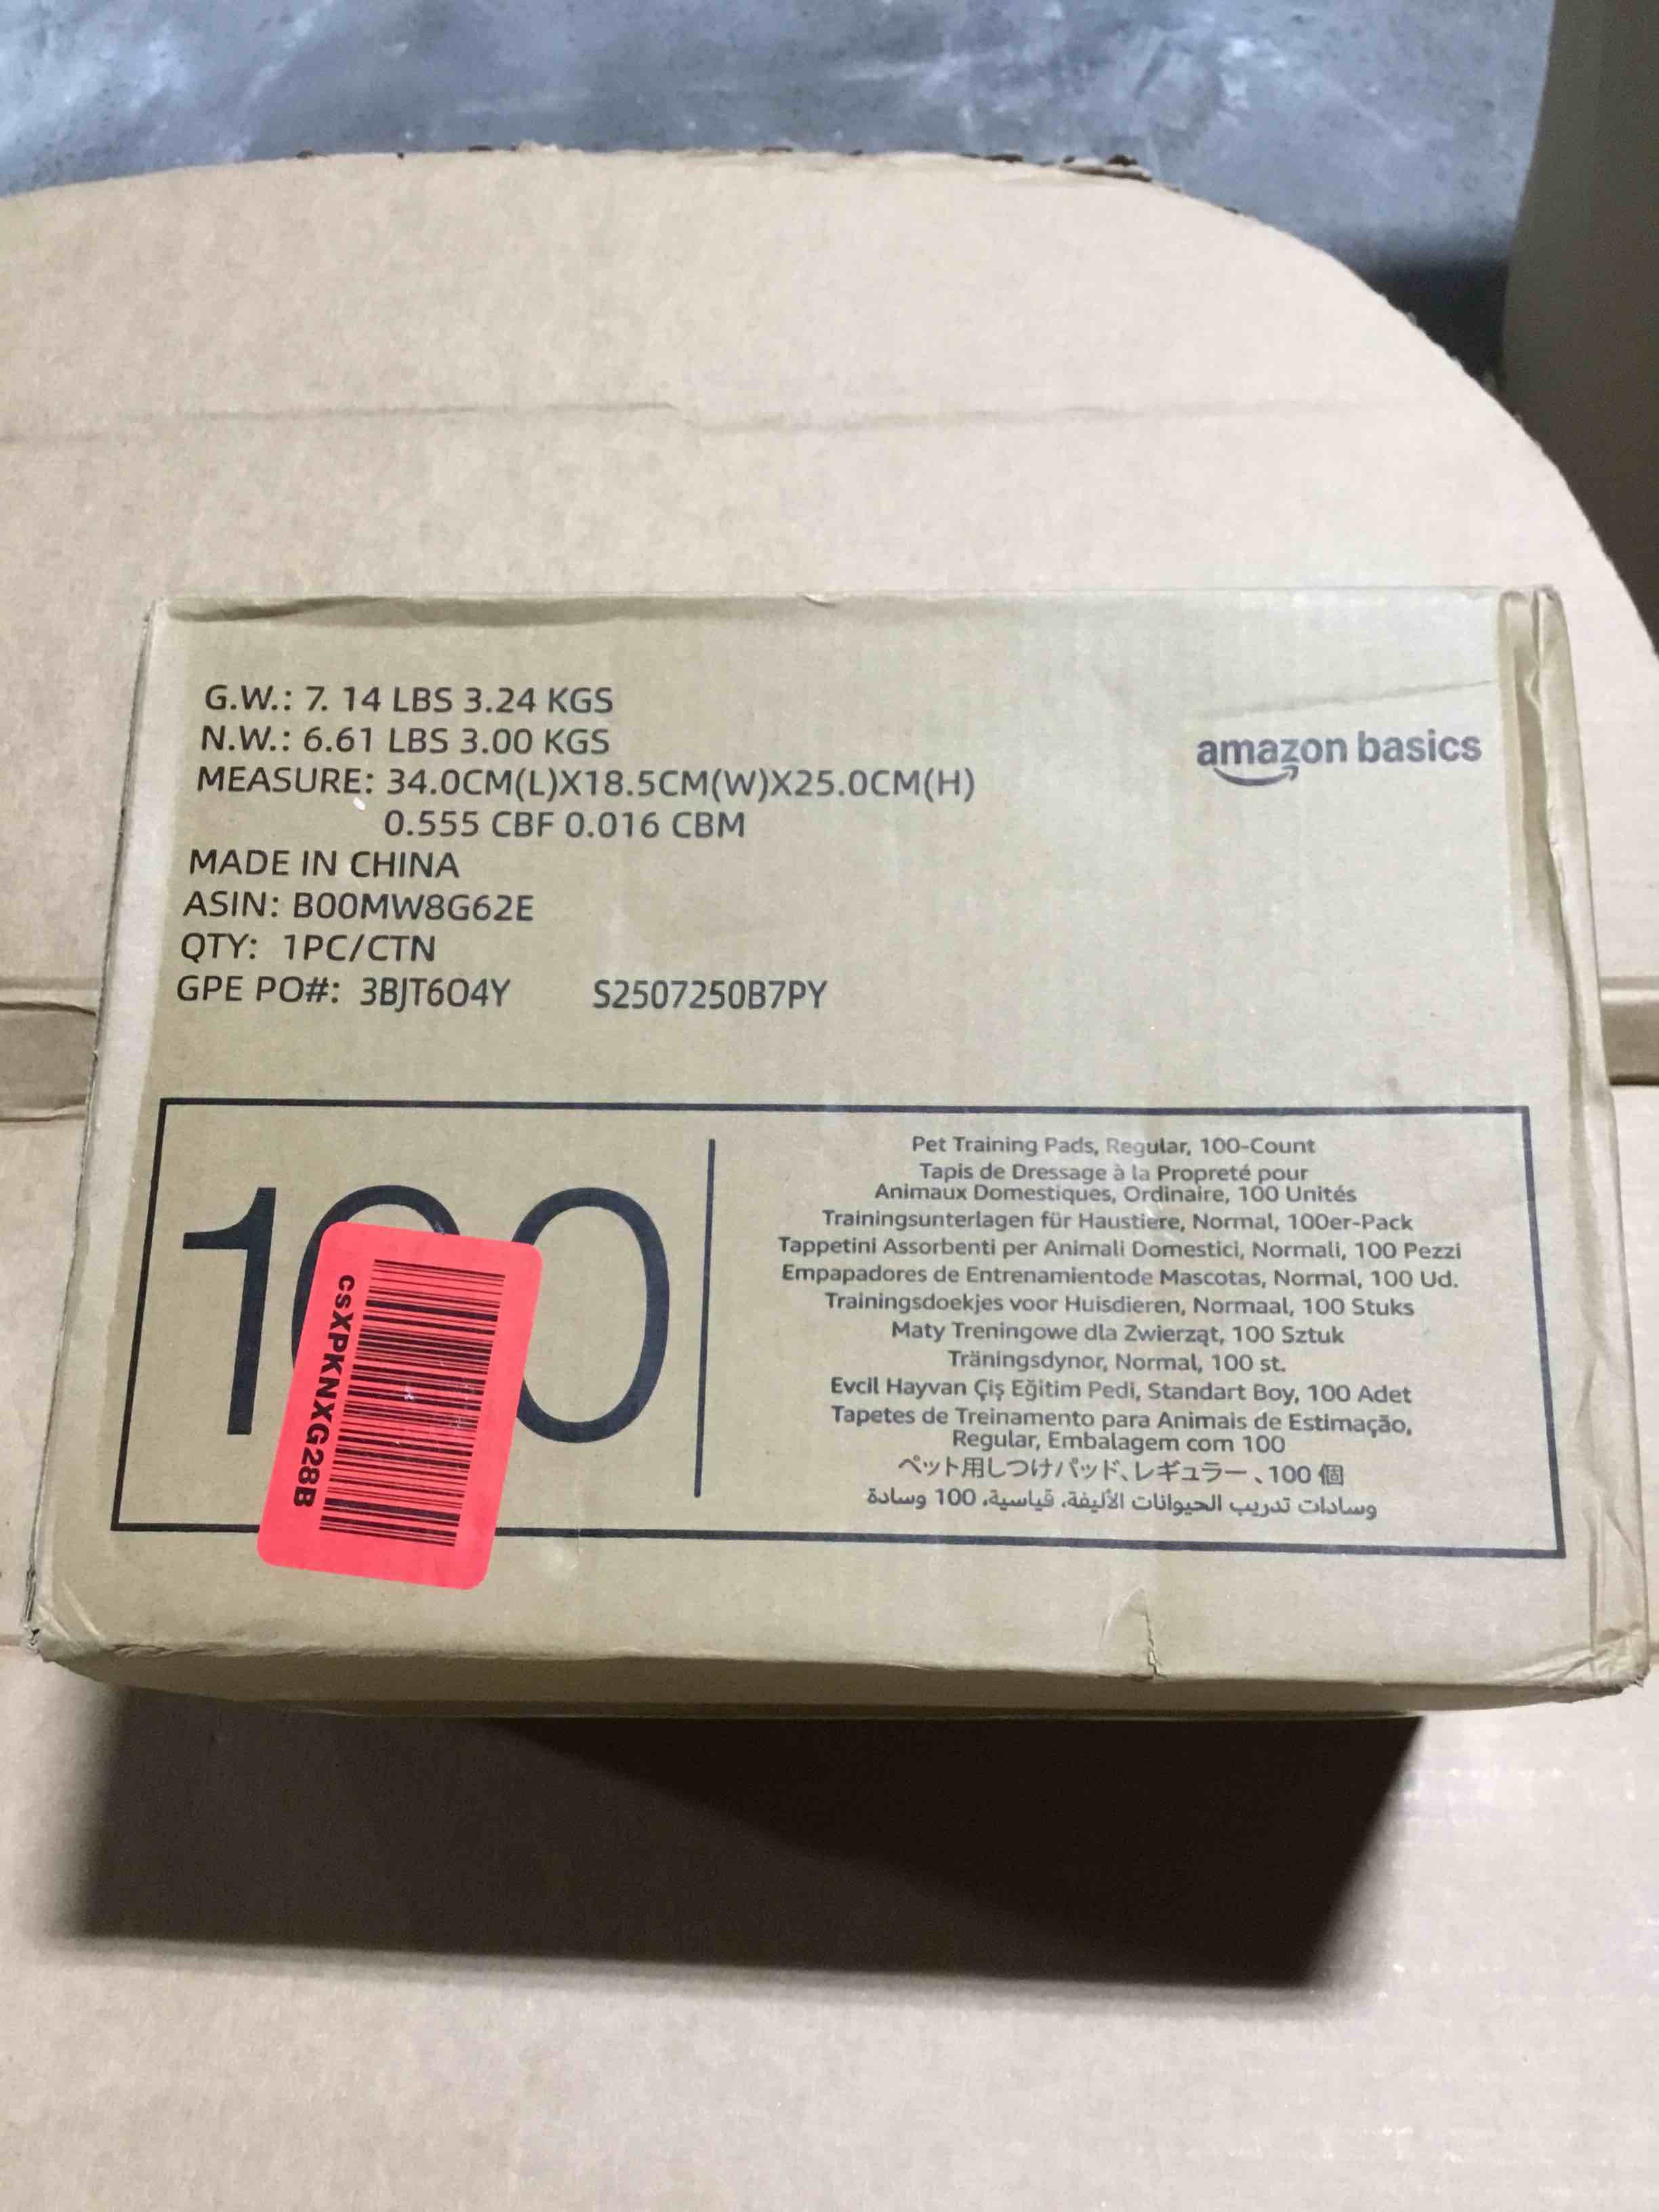 G.W.: 7. 14 LBS 3.24 KGS
N.W.: 6.61 LBS 3.00 KGS
MEASURE: 34.0CM(L)X18.5CM(W)X25.0CM(H)
0.555 CBF 0.016 CBM
MADE IN CHINA
ASIN: B00MW8G62E
QTY: 1PC/CTN
GPE PO#: 3BJT6O4Y S2507250B7PY
amazon basics
100
csXPKNXG28B
Pet Training Pads, Regular, 100-Count
Tapis de Dressage à la Propreté pour
Animaux Domestiques, Ordinaire, 100 Unités
Trainingsunterlagen für Haustiere, Normal, 100er-Pack
Tappetini Assorbenti per Animali Domestici, Normali, 100 Pezzi
Empapadores de Entrenamientode Mascotas, Normal, 100 Ud.
Trainingsdoekjes voor Huisdieren, Normaal, 100 Stuks
Maty Treningowe dla Zwierząt, 100 Sztuk
Träningsdynor, Normal, 100 st.
Evcil Hayvan Çiş Eğitim Pedi, Standart Boy, 100 Adet
Tapetes de Treinamento para Animais de Estimação,
Regular, Embalagem com 100
ペット用しつけパッド、レギュラー、100 個
وسادات تدريب الحيوانات الأليفة، قياسية، 100 وسادة